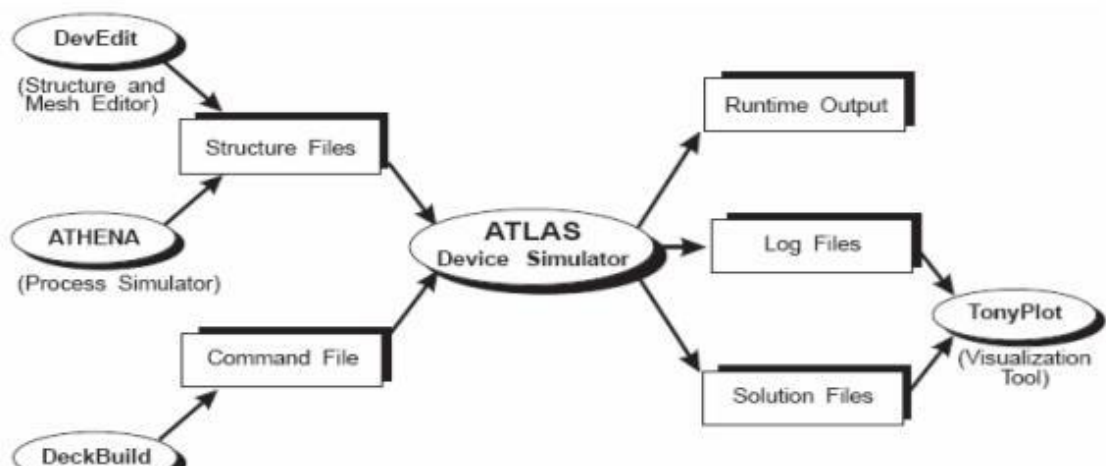 DevEdit
(Structure and
Mesh Editor)
Structure Files
ATHENA
(Process Simulator)
Command File
DeckBuild
ATLAS
Device Simulator
Runtime Output
Log Files
Solution Files
TonyPlot
(Visualization
Tool)